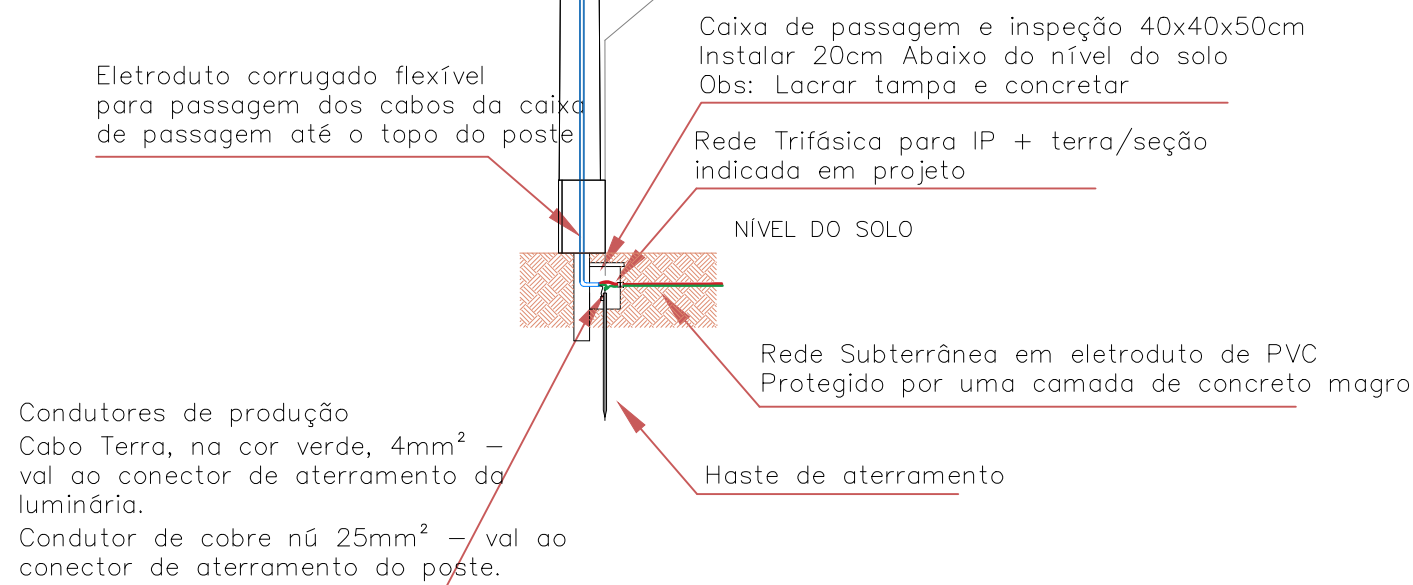 Caixa de passagem e inspeção 40x40x50cm
Instalar 20cm Abaixo do nível do solo
Obs: Lacrar tampa e concretar
Eletroduto corrugado flexível
para passagem dos cabos da caixa
de passagem até o topo do poste
Rede Trifásica para IP + terra/seção
indicada em projeto
NÍVEL DO SOLO
Rede Subterrânea em eletroduto de PVC
Protegido por uma camada de concreto magro
Condutores de produção
Cabo Terra, na cor verde, 4mm² –
val ao conector de aterramento da
luminária.
Condutor de cobre nú 25mm² – val ao
conector de aterramento do poste.
Haste de aterramento